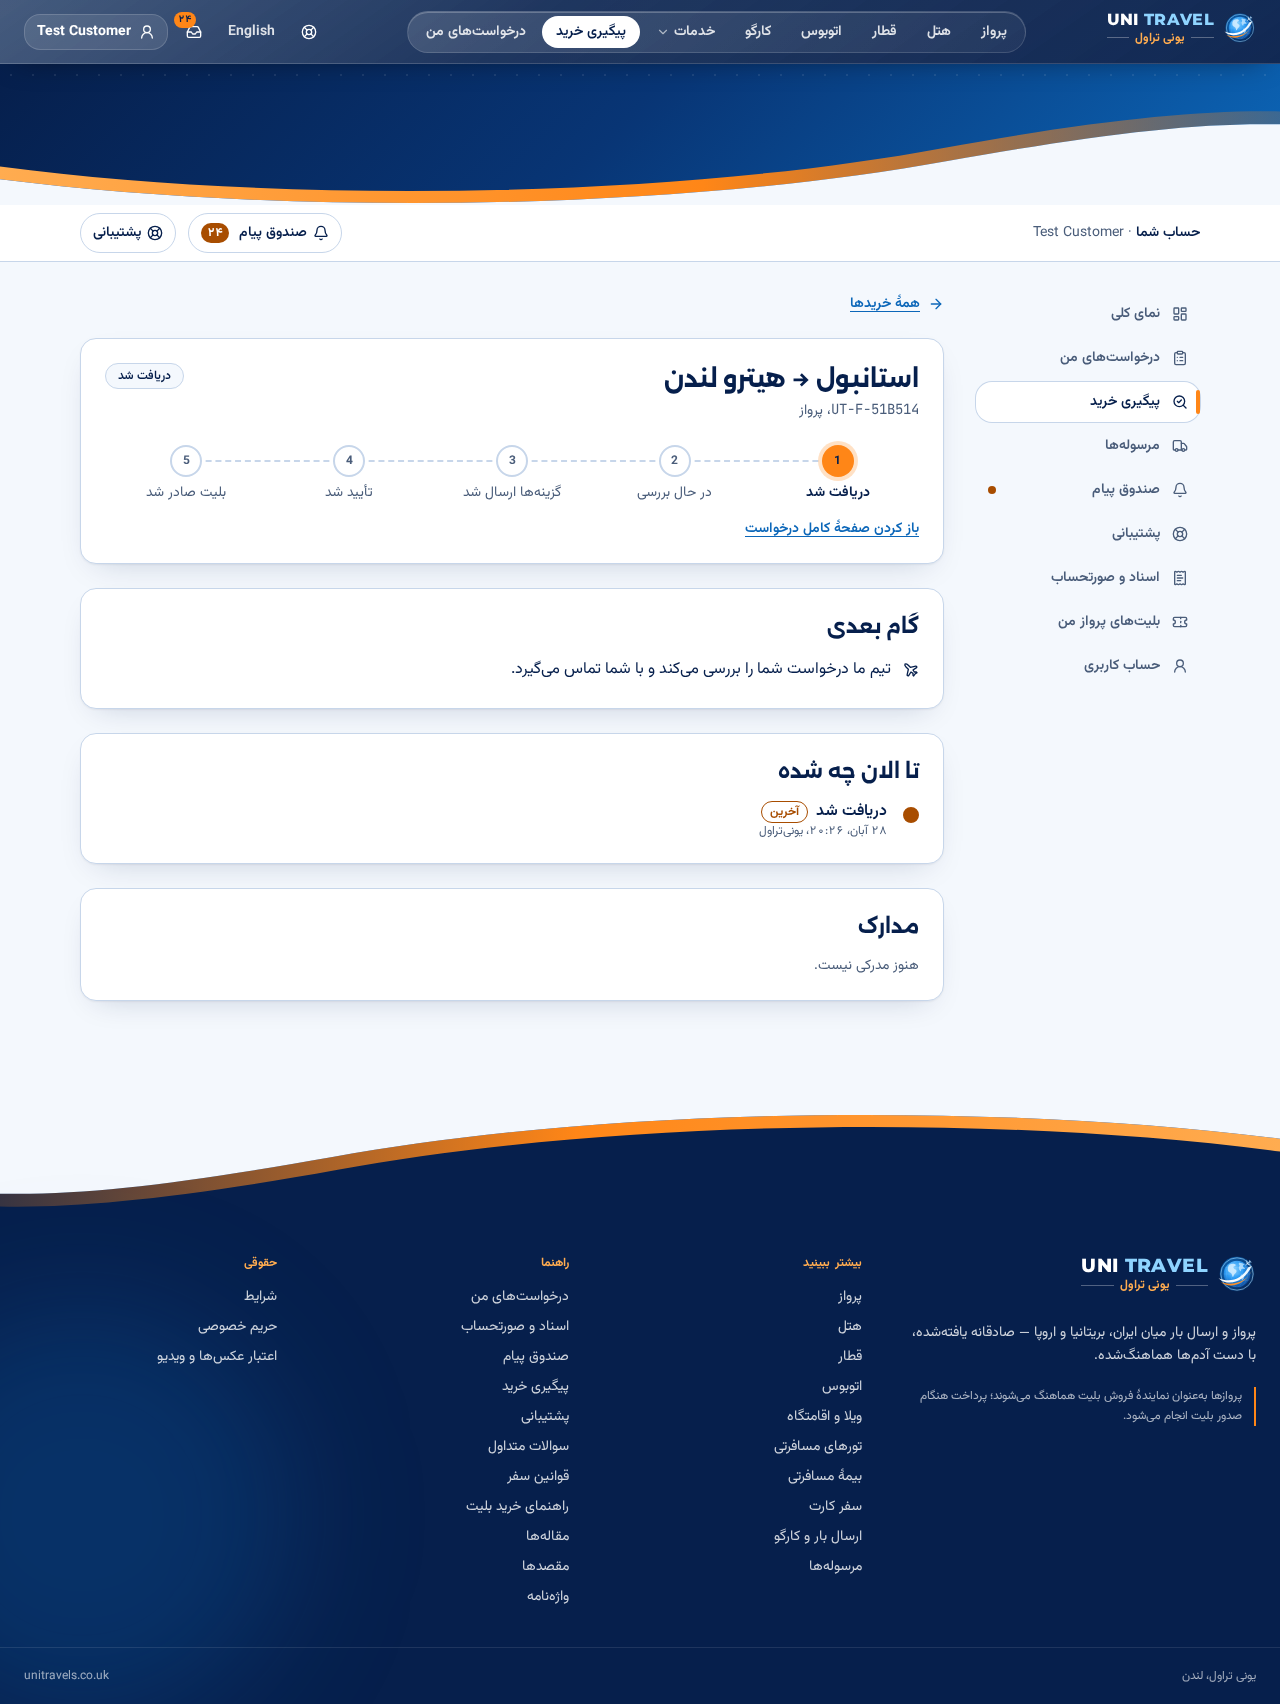 UNI TRAVEL
یونی تراول
پرواز
هتل
قطار
اتوبوس
کارگو
خدمات
پیگیری خرید
درخواست‌های من
English
۲۴
Test Customer
حساب شما · Test Customer
صندوق پیام ۲۴
پشتیبانی
نمای کلی
درخواست‌های من
پیگیری خرید
مرسوله‌ها
صندوق پیام
پشتیبانی
اسناد و صورتحساب
بلیت‌های پرواز من
حساب کاربری
همهٔ خریدها
استانبول → هیترو لندن
دریافت شد
UT-F-51B514، پرواز
1
2
3
4
5
دریافت شد
در حال بررسی
گزینه‌ها ارسال شد
تأیید شد
بلیت صادر شد
باز کردن صفحهٔ کامل درخواست
گام بعدی
تیم ما درخواست شما را بررسی می‌کند و با شما تماس می‌گیرد.
تا الان چه شده
دریافت شد آخرین
۲۸ آبان، ۲۰:۲۶، یونی‌تراول
مدارک
هنوز مدرکی نیست.
UNI TRAVEL
یونی تراول
پرواز و ارسال بار میان ایران، بریتانیا و اروپا — صادقانه یافته‌شده،
با دست آدم‌ها هماهنگ‌شده.
پروازها به‌عنوان نمایندهٔ فروش بلیت هماهنگ می‌شوند؛ پرداخت هنگام
صدور بلیت انجام می‌شود.
بیشتر ببینید
پرواز
هتل
قطار
اتوبوس
ویلا و اقامتگاه
تورهای مسافرتی
بیمهٔ مسافرتی
سفر کارت
ارسال بار و کارگو
مرسوله‌ها
راهنما
درخواست‌های من
اسناد و صورتحساب
صندوق پیام
پیگیری خرید
پشتیبانی
سوالات متداول
قوانین سفر
راهنمای خرید بلیت
مقاله‌ها
مقصدها
واژه‌نامه
حقوقی
شرایط
حریم خصوصی
اعتبار عکس‌ها و ویدیو
یونی تراول، لندن
unitravels.co.uk